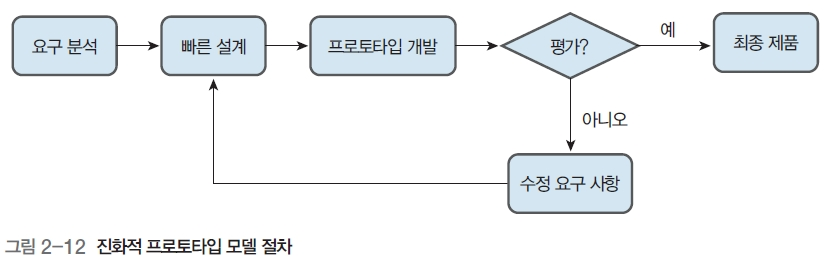 요구 분석
빠른 설계
프로토타입 개발
평가?
예
최종 제품
아니오
수정 요구 사항
그림 2-12 진화적 프로토타입 모델 절차